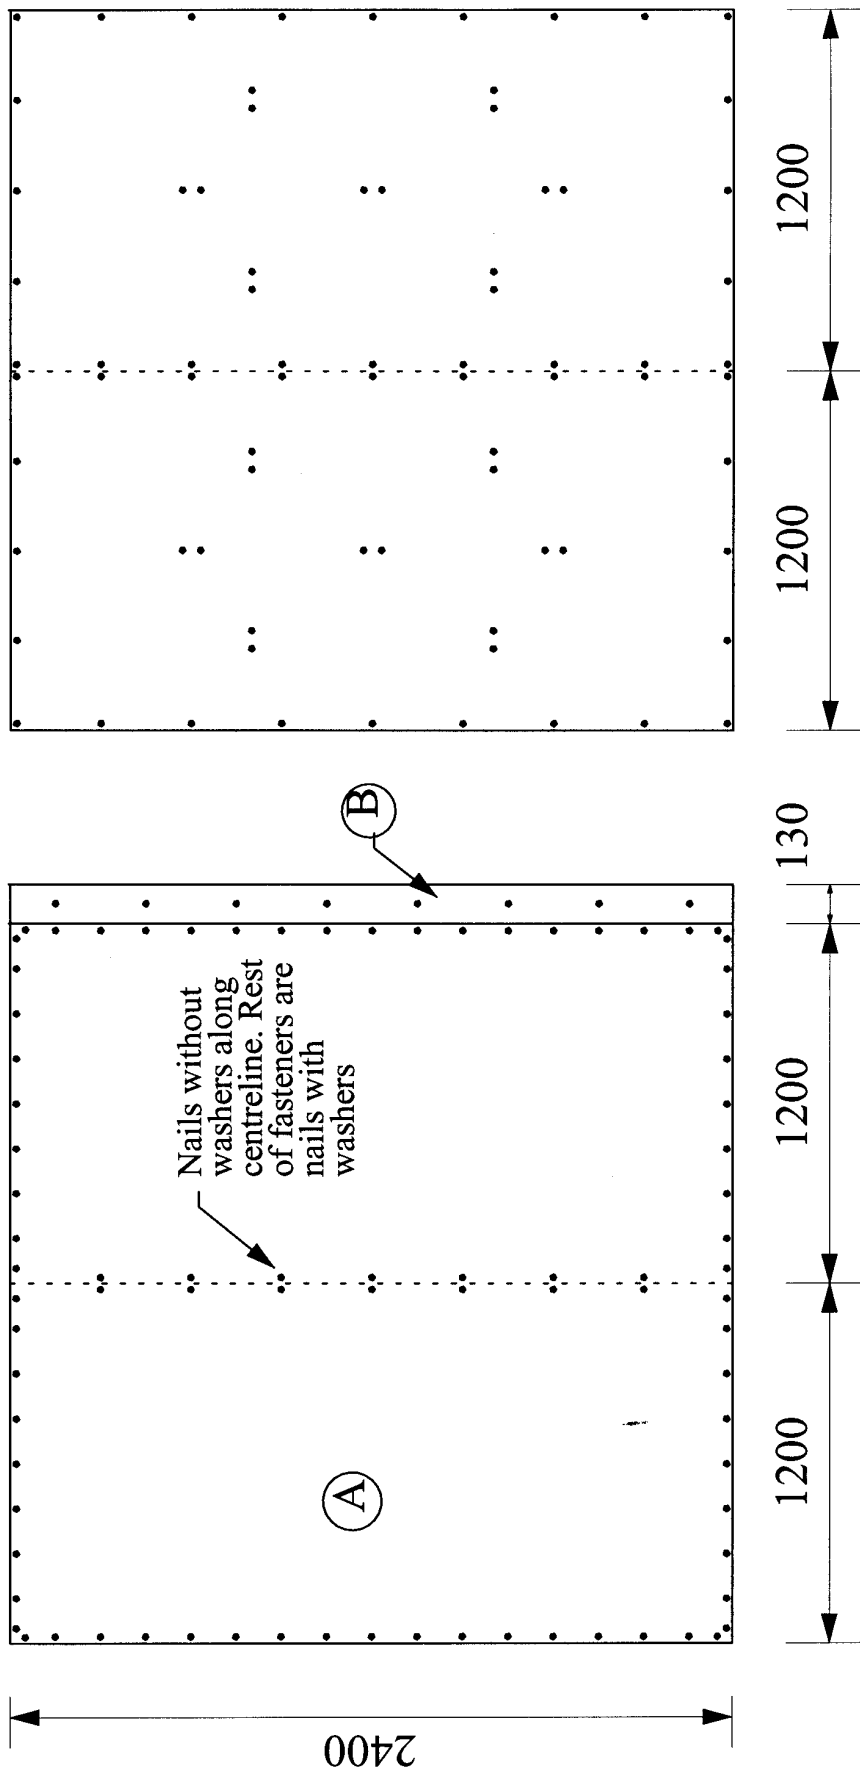 2400
A
Nails without
washers along
centreline. Rest
of fasteners are
nails with
washers
B
1200
1200
130
1200
1200